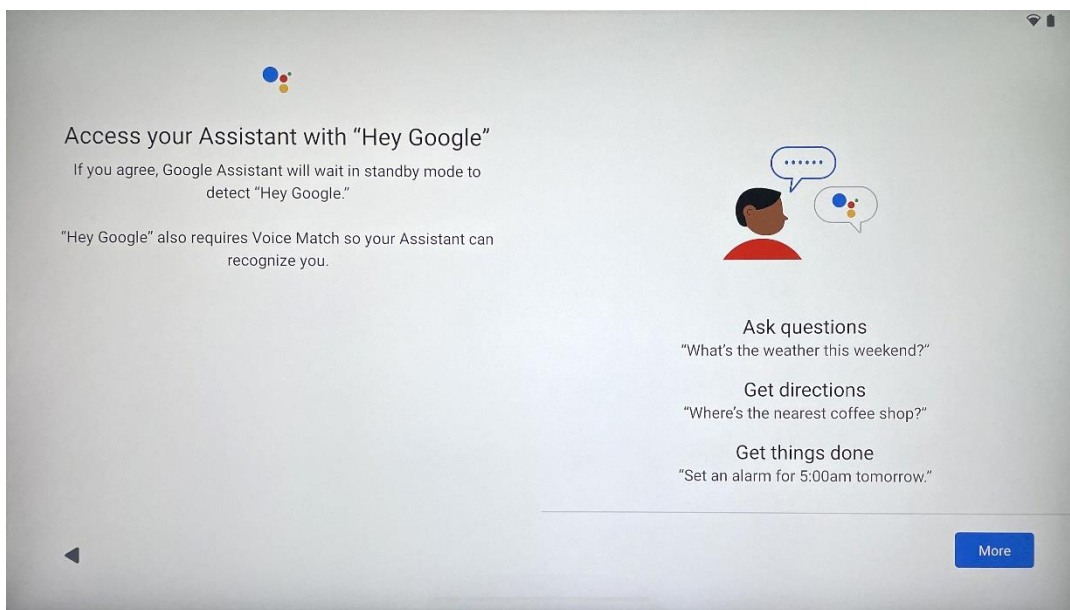 Access your Assistant with “Hey Google”
If you agree, Google Assistant will wait in standby mode to
detect “Hey Google.”
“Hey Google” also requires Voice Match so your Assistant can
recognize you.
Ask questions
“What’s the weather this weekend?”
Get directions
“Where’s the nearest coffee shop?”
Get things done
“Set an alarm for 5:00am tomorrow.”
More